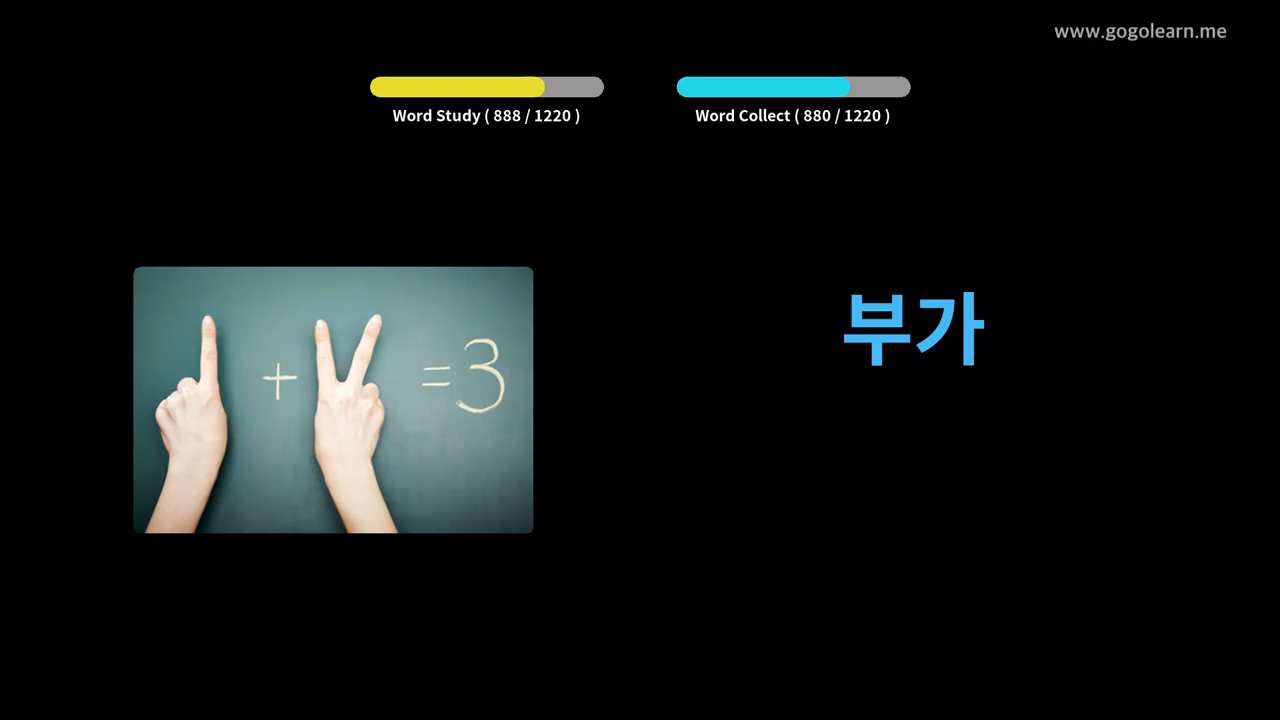 www.gogolearn.me
Word Study ( 888 / 1220 )
Word Collect ( 880 / 1220 )
+ = 3
부가